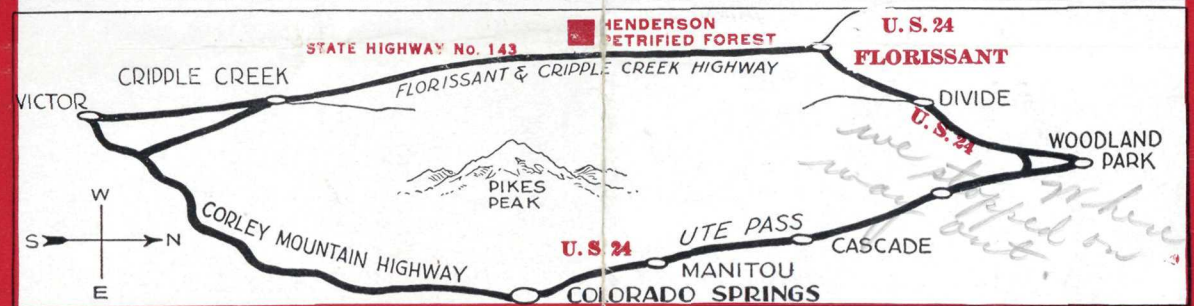 HENDERSON
PETRIFIED FOREST
U. S. 24
FLORISSANT
STATE HIGHWAY No. 143
CRIPPLE CREEK
FLORISSANT & CRIPPLE CREEK HIGHWAY
VICTOR
DIVIDE
U. S. 24
WOODLAND
PARK
PIKES
PEAK
Where
we stopped on
way out.
W
S
N
E
CORLEY MOUNTAIN HIGHWAY
UTE PASS
CASCADE
U. S. 24
MANITOU
COLORADO SPRINGS